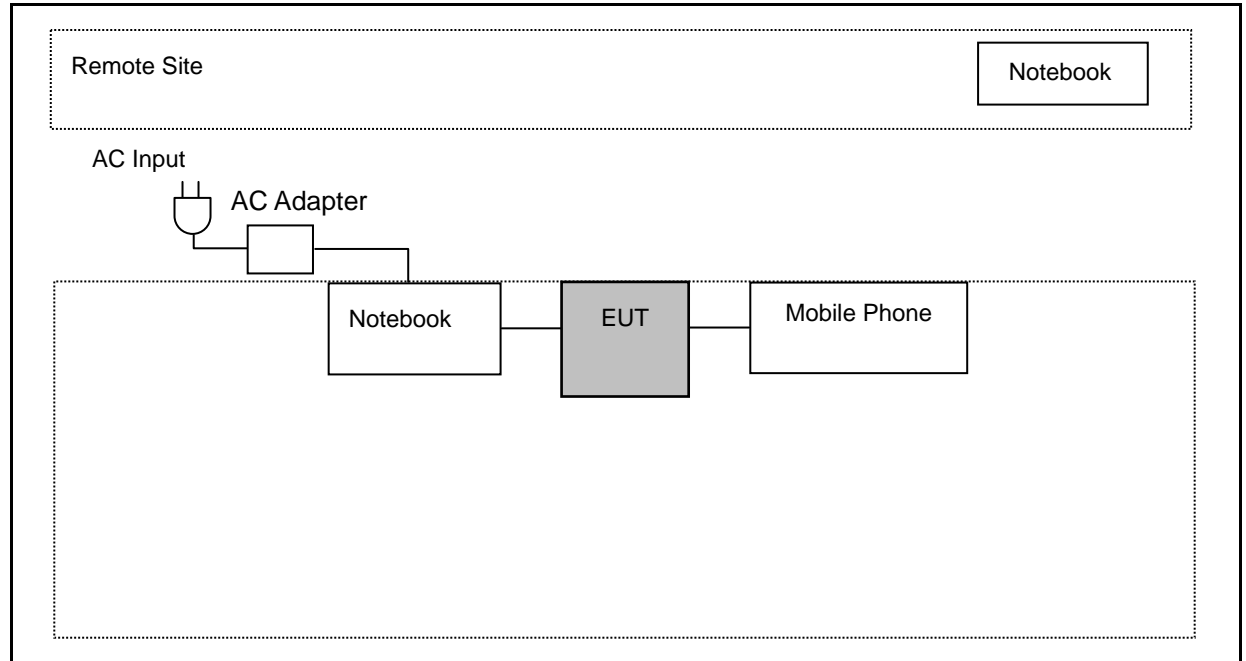 Remote Site
Notebook
AC Input
AC Adapter
Notebook
EUT
Mobile Phone